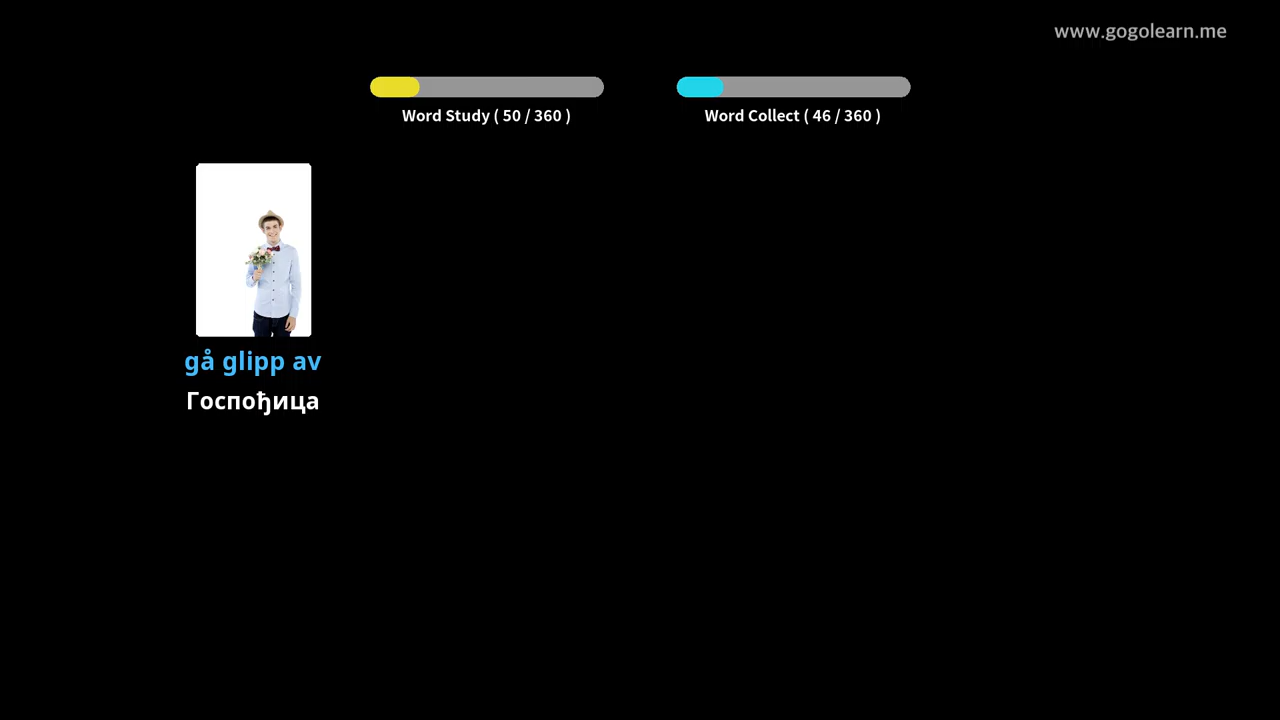 www.gogolearn.me
Word Study ( 50 / 360 )
Word Collect ( 46 / 360 )
gå glipp av
Госпођица